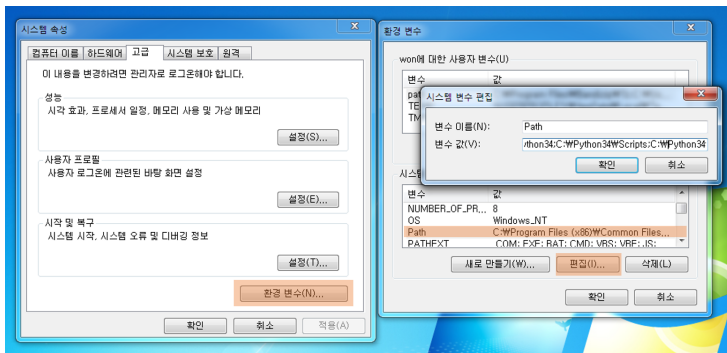 시스템 속성
컴퓨터 이름 하드웨어 고급 시스템 보호 원격
이 내용을 변경하려면 관리자로 로그온해야 합니다.
성능
시각 효과, 프로세서 일정, 메모리 사용 및 가상 메모리
설정(S)...
사용자 프로필
사용자 로그온에 관련된 바탕 화면 설정
설정(E)...
시작 및 복구
시스템 시작, 시스템 오류 및 디버깅 정보
설정(T)...
환경 변수(N)...
확인 취소 적용(A)
환경 변수
won에 대한 사용자 변수(U)
변수 값
시스템 변수 편집
변수 이름(N): Path
변수 값(V): /thon34;C:₩Python34₩Scripts;C:₩Python34
확인 취소
변수 값
NUMBER_OF_PR... 8
OS Windows_NT
Path C:₩Program Files (x86)₩Common Files...
PATHEXT .COM;.EXE;.BAT;.CMD;.VBS;.VBE;.JS;
새로 만들기(W)... 편집(I)... 삭제(L)
확인 취소